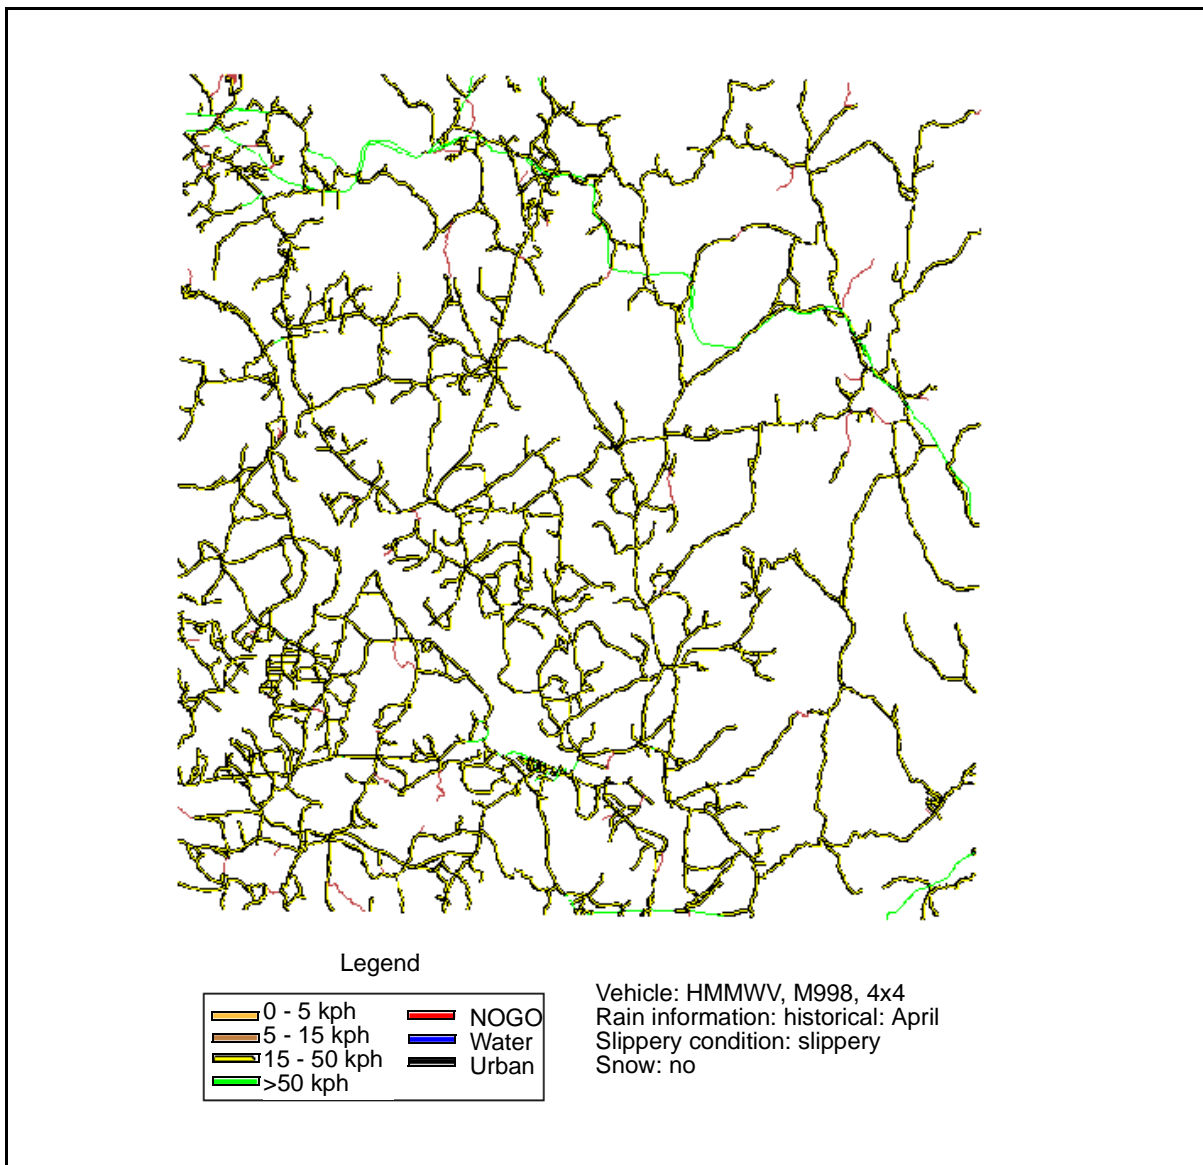 Legend
0 - 5 kph
5 - 15 kph
15 - 50 kph
>50 kph
NOGO
Water
Urban
Vehicle: HMMWV, M998, 4x4
Rain information: historical: April
Slippery condition: slippery
Snow: no